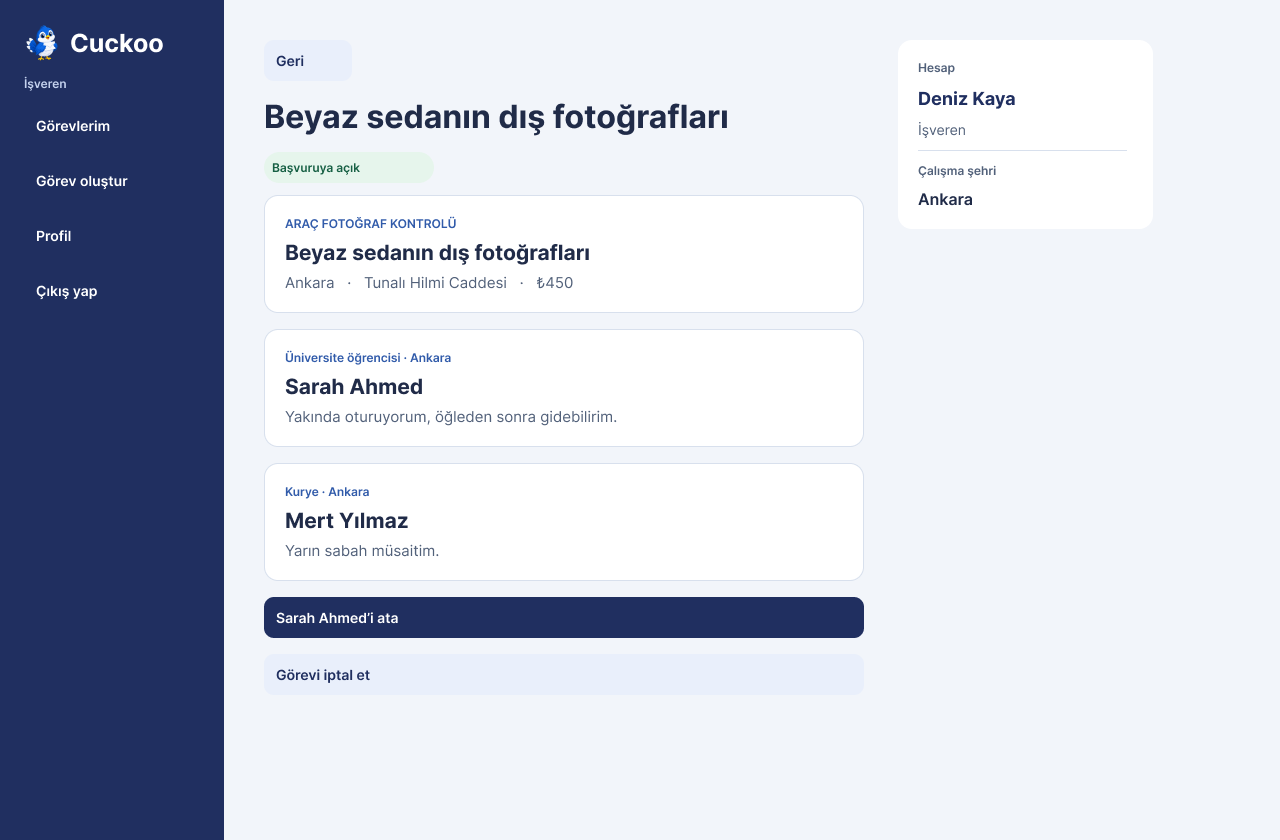 Cuckoo
İşveren
Görevlerim
Görev oluştur
Profil
Çıkış yap
Geri
Beyaz sedanın dış fotoğrafları
Başvuruya açık
ARAÇ FOTOĞRAF KONTROLÜ
Beyaz sedanın dış fotoğrafları
Ankara · Tunalı Hilmi Caddesi · ₺450
Üniversite öğrencisi · Ankara
Sarah Ahmed
Yakında oturuyorum, öğleden sonra gidebilirim.
Kurye · Ankara
Mert Yılmaz
Yarın sabah müsaitim.
Sarah Ahmed’i ata
Görevi iptal et
Hesap
Deniz Kaya
İşveren
Çalışma şehri
Ankara